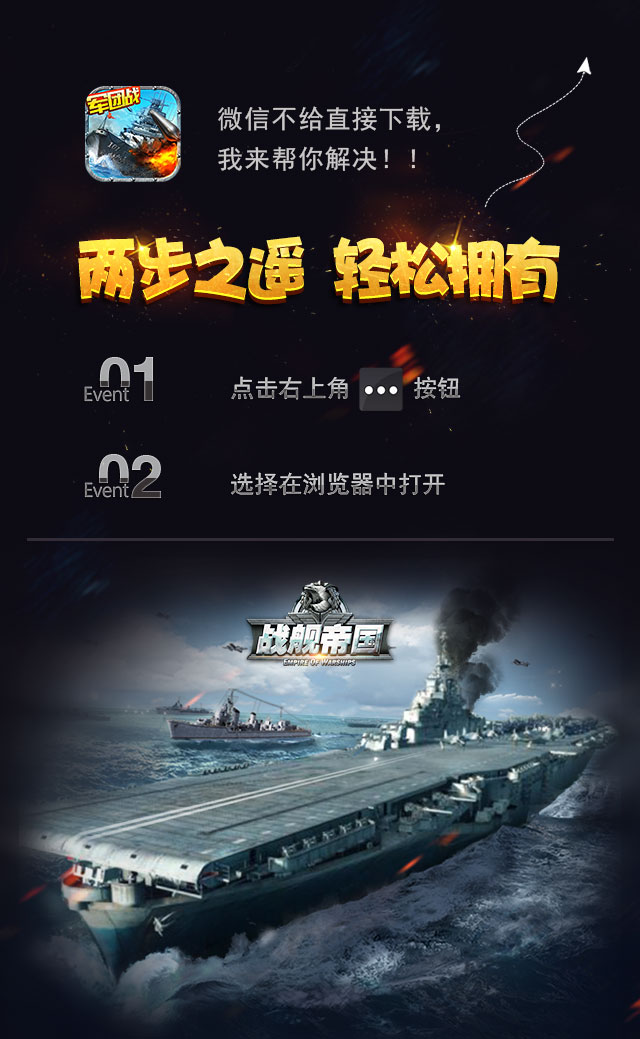 军团战
微信不给直接下载，
我来帮你解决！！
两步之遥 轻松拥有
Event 01
点击右上角 ••• 按钮
Event 02
选择在浏览器中打开
战舰帝国
EMPIRE OF WARSHIPS